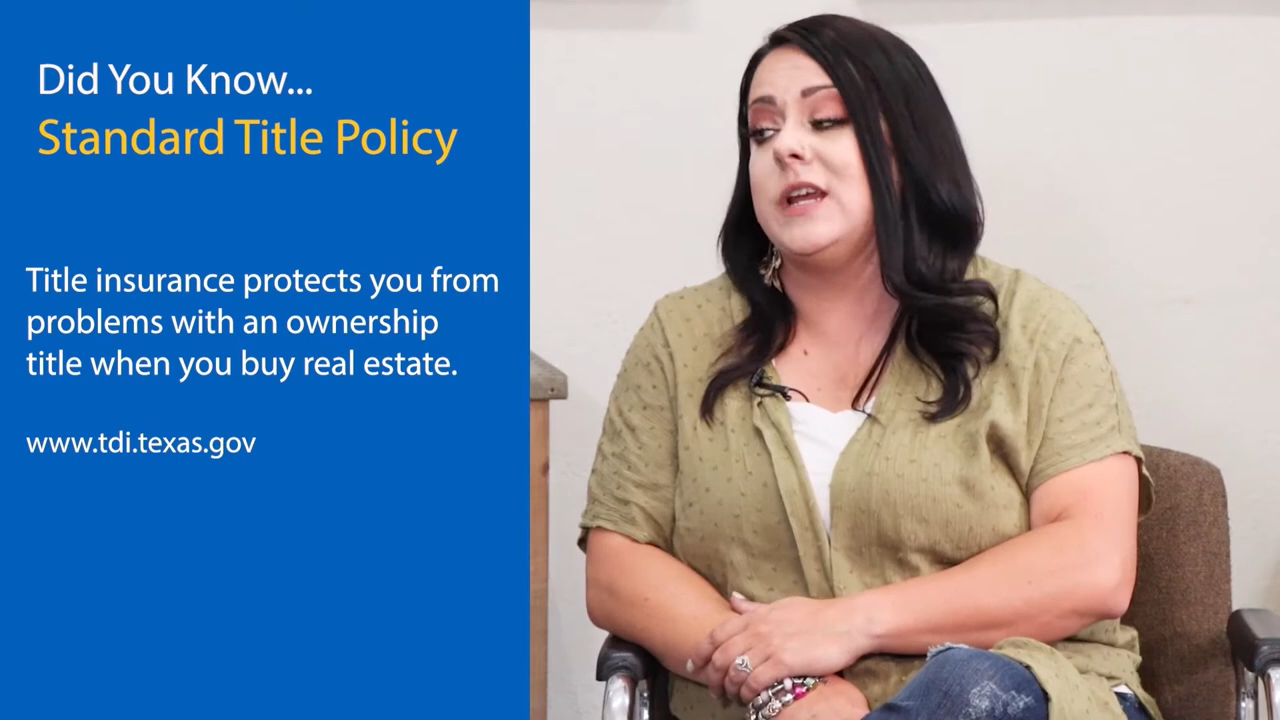 Did You Know...
Standard Title Policy
Title insurance protects you from
problems with an ownership
title when you buy real estate.
www.tdi.texas.gov